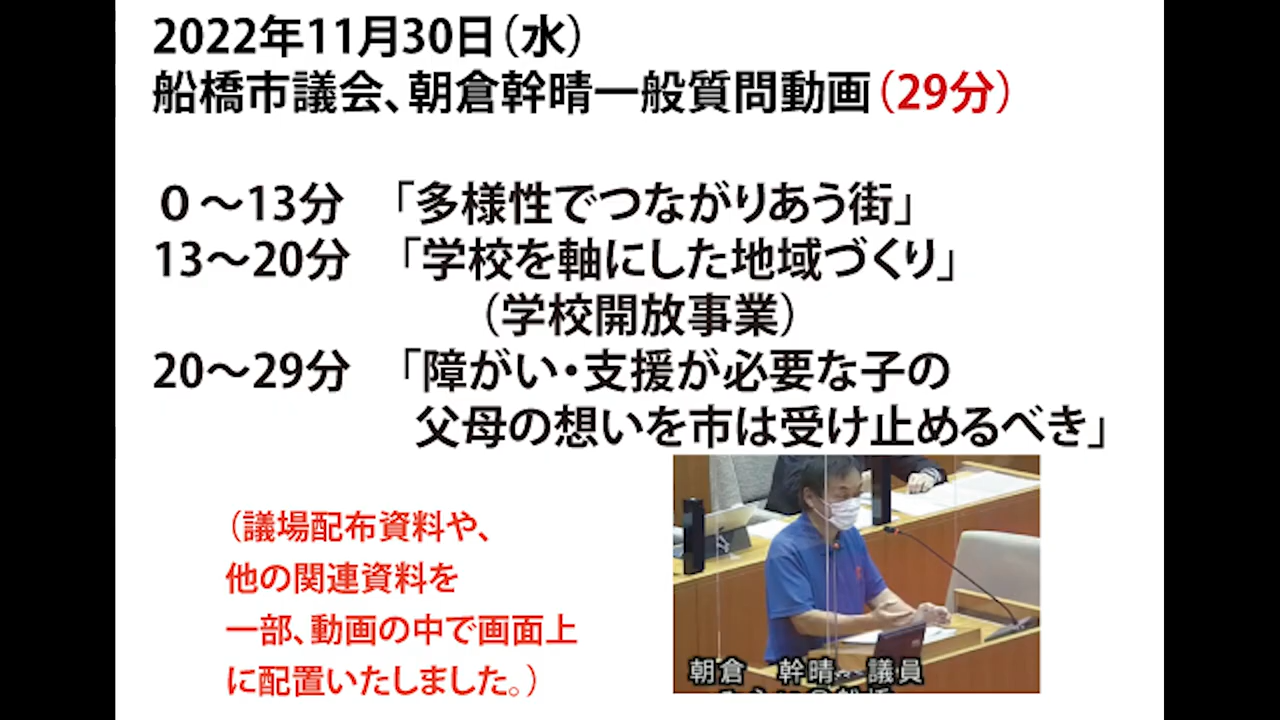 2022年11月30日（水）
船橋市議会、朝倉幹晴一般質問動画（29分）
０～13分　「多様性でつながりあう街」
13～20分　「学校を軸にした地域づくり」
（学校開放事業）
20～29分　「障がい・支援が必要な子の
父母の想いを市は受け止めるべき」
（議場配布資料や、
他の関連資料を
一部、動画の中で画面上
に配置いたしました。）
朝倉　幹晴　議員